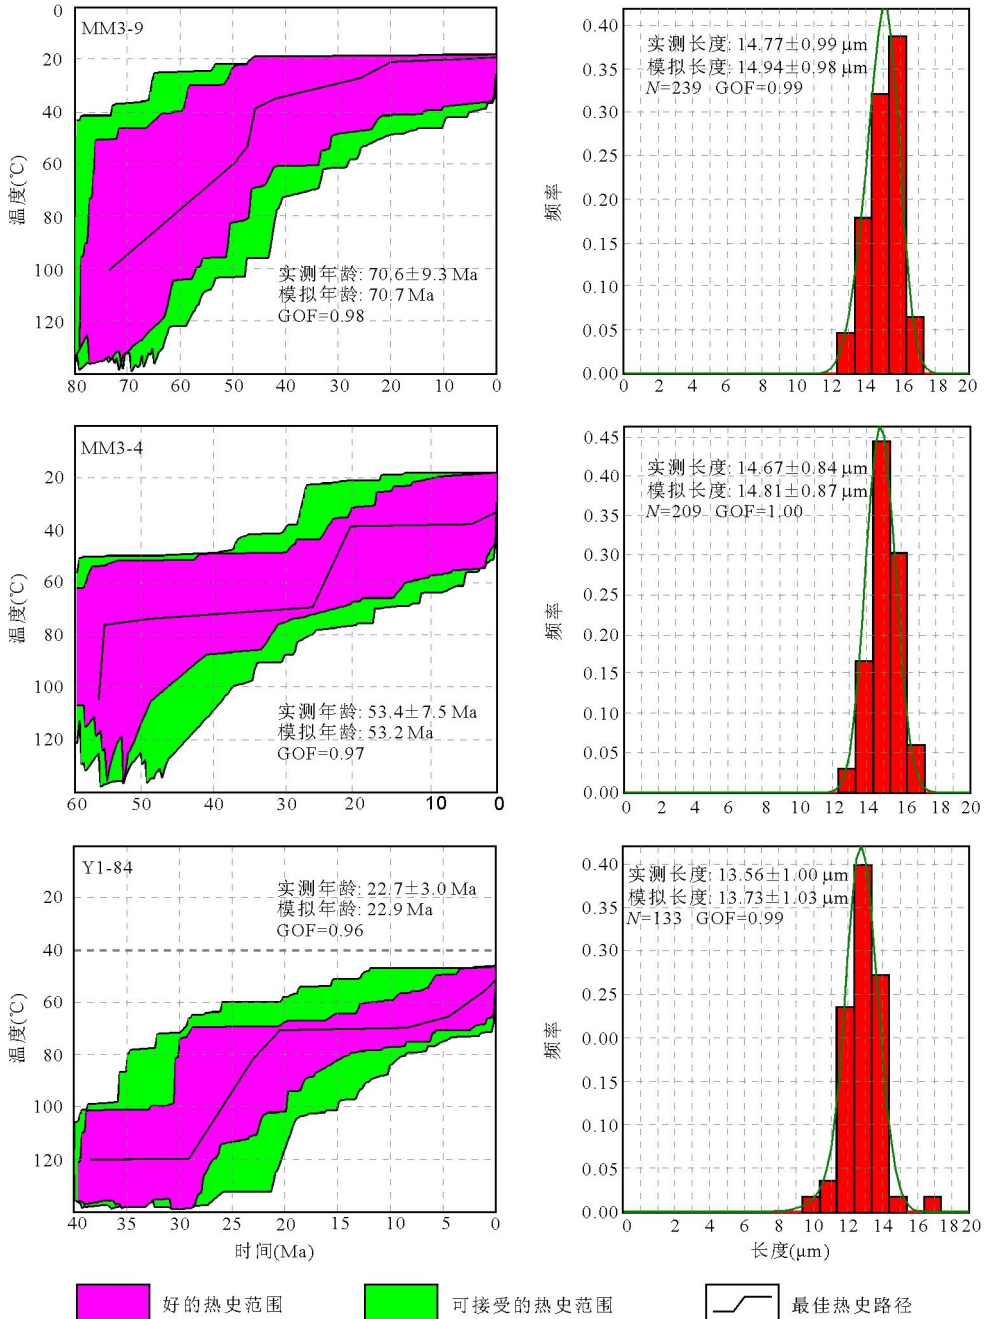 MM3-9
0
20
40
60
80
100
120
温度(℃)
实测年龄: 70.6±9.3 Ma
模拟年龄: 70.7 Ma
GOF=0.98
80 70 60 50 40 30 20 10 0
实测长度: 14.77±0.99 μm
模拟长度: 14.94±0.98 μm
N=239 GOF=0.99
0.40
0.35
0.30
0.25
0.20
0.15
0.10
0.05
0.00
频率
0 2 4 6 8 10 12 14 16 18 20
MM3-4
20
40
60
80
100
120
温度(℃)
实测年龄: 53.4±7.5 Ma
模拟年龄: 53.2 Ma
GOF=0.97
60 50 40 30 20 10 0
实测长度: 14.67±0.84 μm
模拟长度: 14.81±0.87 μm
N=209 GOF=1.00
0.45
0.40
0.35
0.30
0.25
0.20
0.15
0.10
0.05
0.00
频率
0 2 4 6 8 10 12 14 16 18 20
Y1-84
实测年龄: 22.7±3.0 Ma
模拟年龄: 22.9 Ma
GOF=0.96
20
40
60
80
100
120
温度(℃)
40 35 30 25 20 15 10 5 0
时间(Ma)
实测长度: 13.56±1.00 μm
模拟长度: 13.73±1.03 μm
N=133 GOF=0.99
0.40
0.35
0.30
0.25
0.00
0.15
0.10
0.05
0.00
频率
0 2 4 6 8 10 12 14 16 18 20
长度(μm)
好的热史范围 可接受的热史范围 最佳热史路径